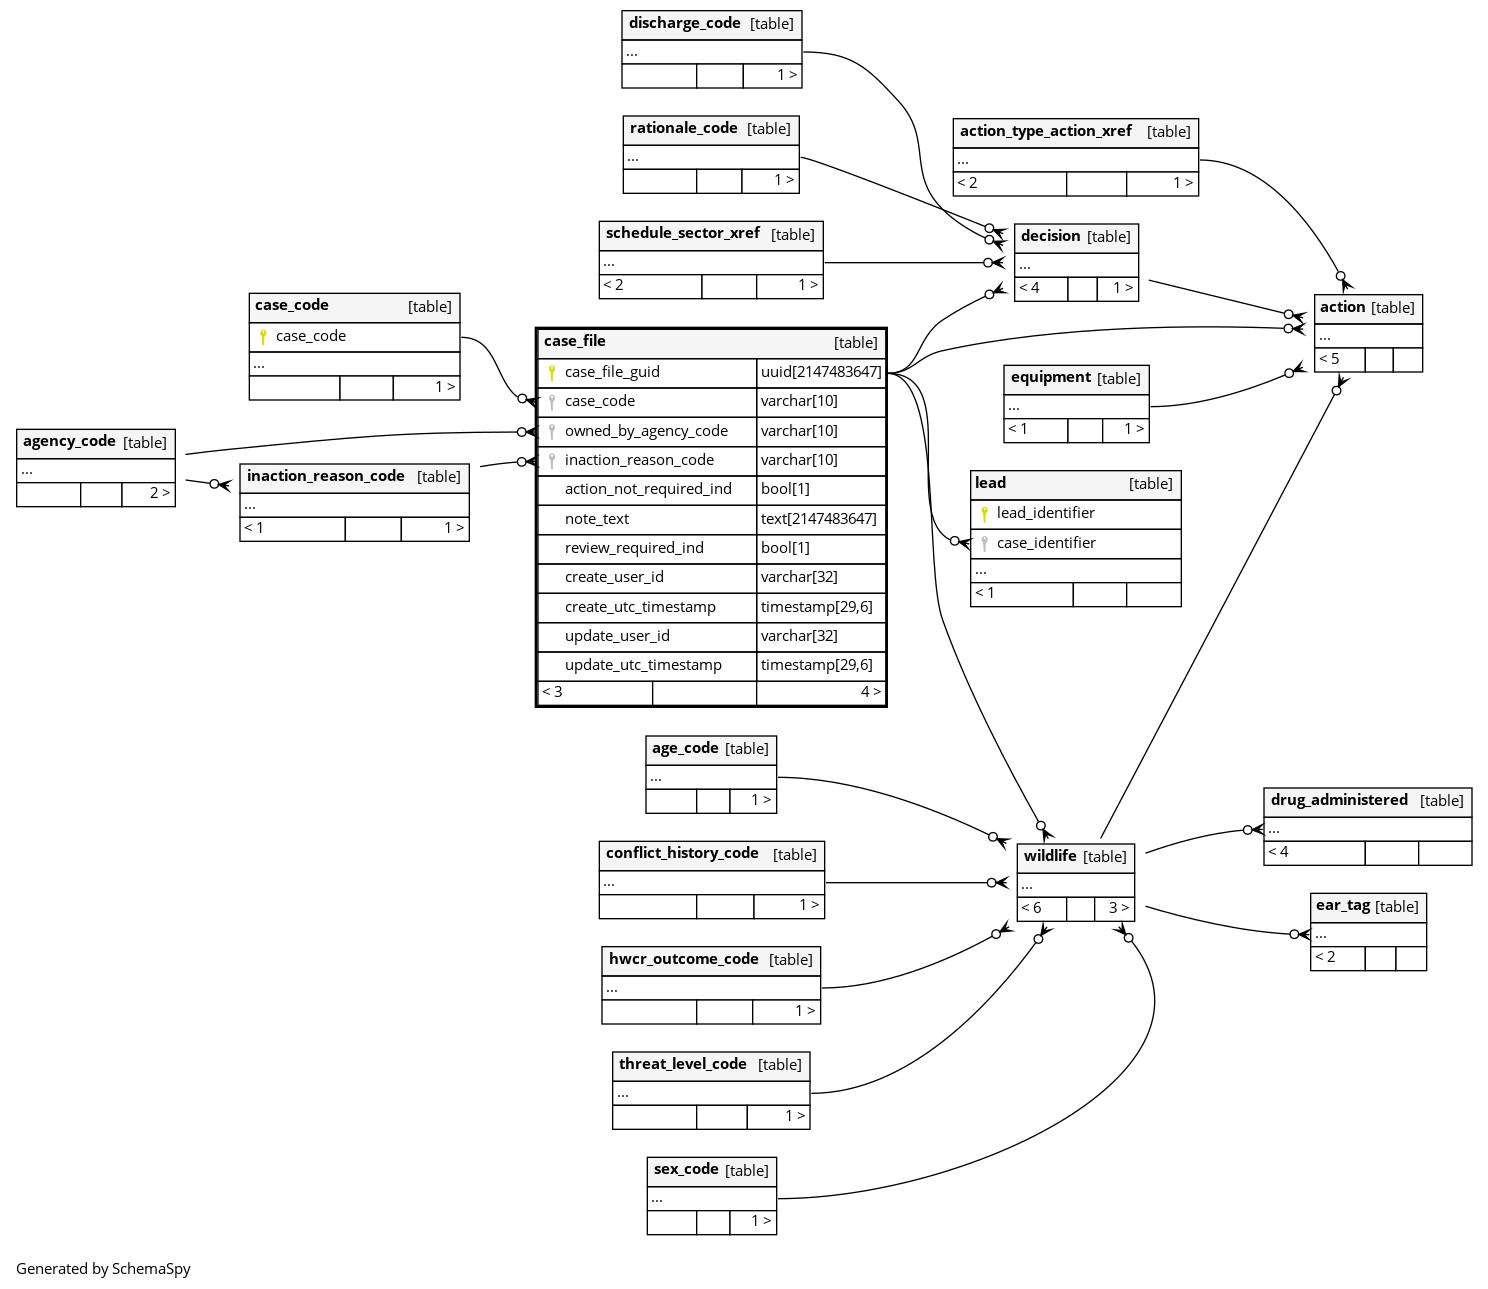 discharge_code [table]
...
1 >
rationale_code [table]
...
1 >
action_type_action_xref [table]
...
< 2 1 >
schedule_sector_xref [table]
...
< 2 1 >
decision [table]
...
< 4 1 >
case_code [table]
case_code
...
1 >
action [table]
...
< 5
case_file [table]
case_file_guid uuid[2147483647]
case_code varchar[10]
owned_by_agency_code varchar[10]
inaction_reason_code varchar[10]
action_not_required_ind bool[1]
note_text text[2147483647]
review_required_ind bool[1]
create_user_id varchar[32]
create_utc_timestamp timestamp[29,6]
update_user_id varchar[32]
update_utc_timestamp timestamp[29,6]
< 3 4 >
equipment [table]
...
< 1 1 >
agency_code [table]
...
2 >
inaction_reason_code [table]
...
< 1 1 >
lead [table]
lead_identifier
case_identifier
...
< 1
age_code [table]
...
1 >
conflict_history_code [table]
...
1 >
wildlife [table]
...
< 6 3 >
drug_administered [table]
...
< 4
ear_tag [table]
...
< 2
hwcr_outcome_code [table]
...
1 >
threat_level_code [table]
...
1 >
sex_code [table]
...
1 >
Generated by SchemaSpy